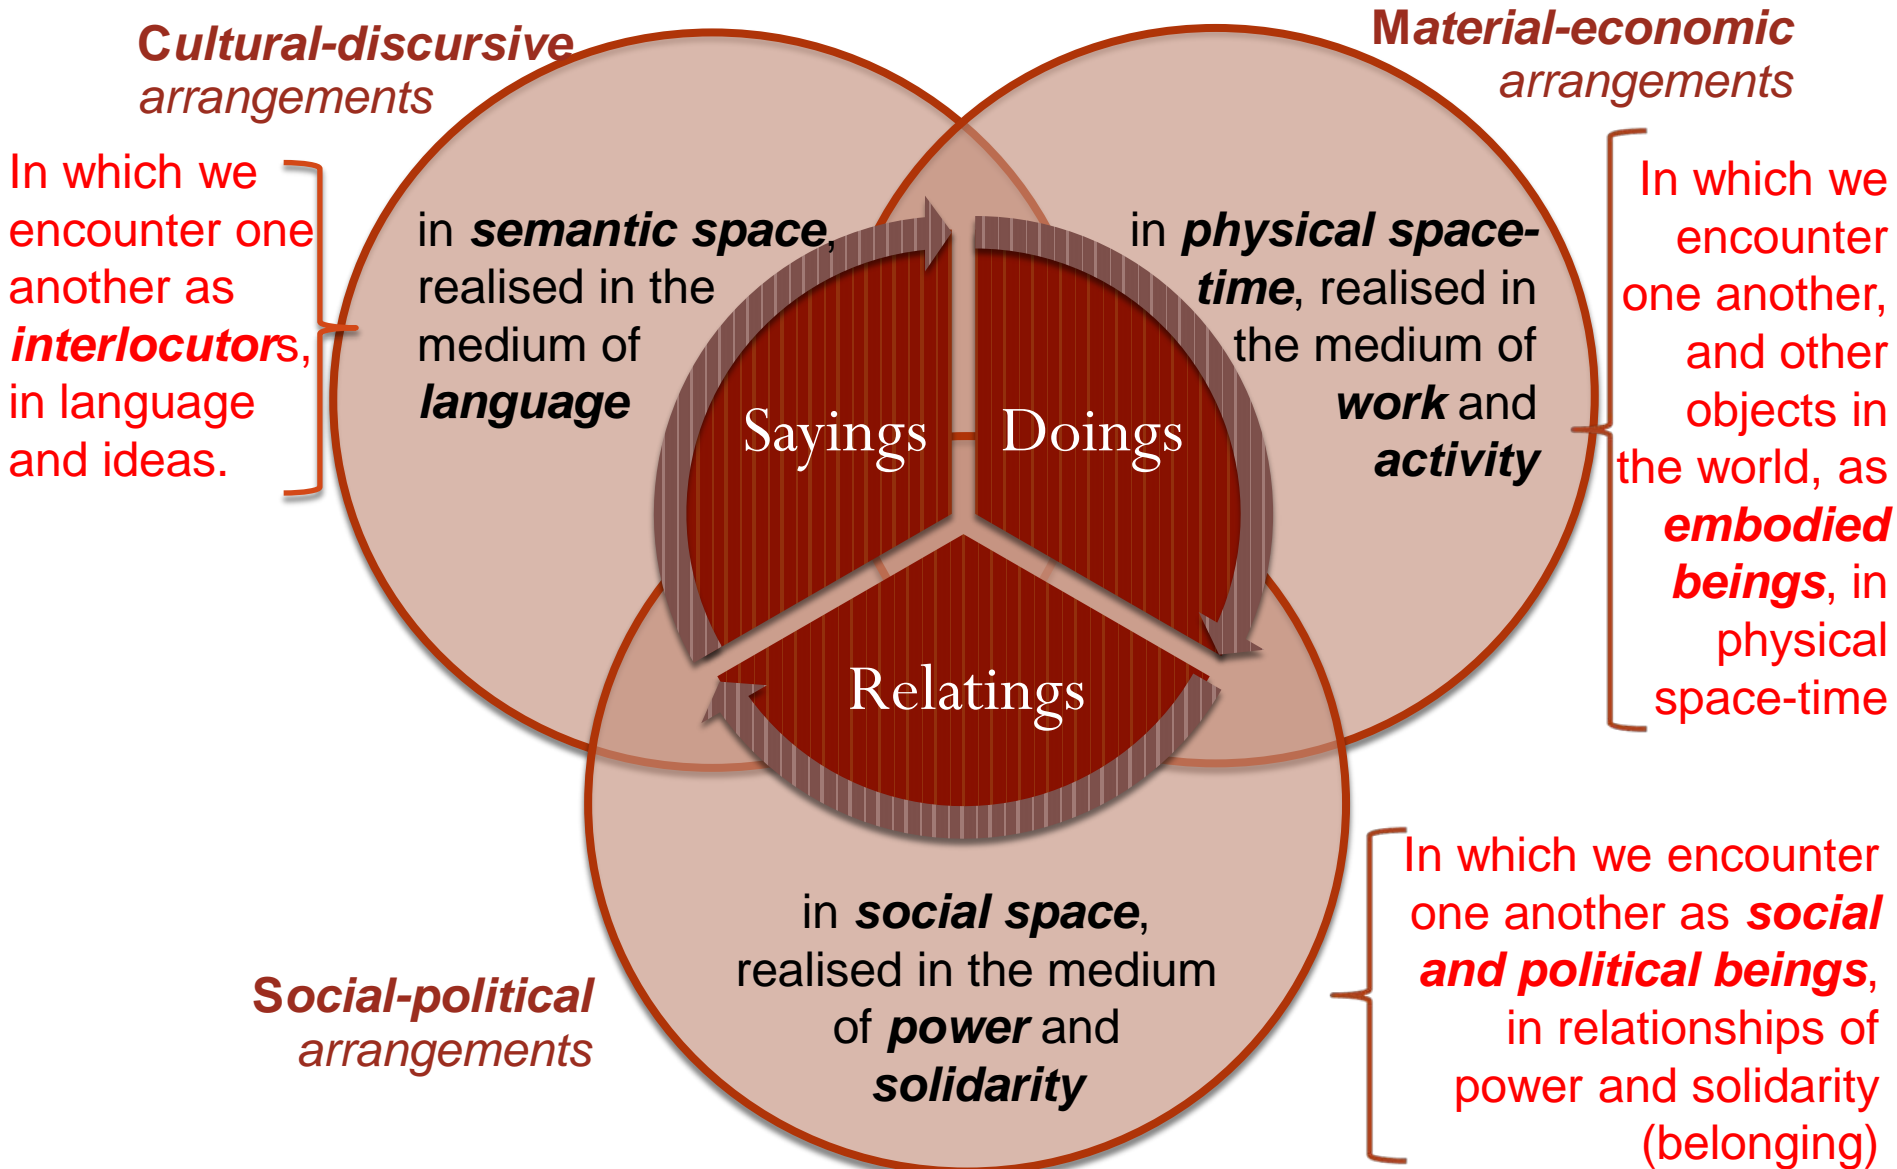 Cultural-discursive
arrangements
Material-economic
arrangements
In which we
encounter one
another as
interlocutors,
in language
and ideas.
in semantic space,
realised in the
medium of
language
in physical space-
time, realised in
the medium of
work and
activity
In which we
encounter
one another,
and other
objects in
the world, as
embodied
beings, in
physical
space-time
Sayings
Doings
Relatings
in social space,
realised in the medium
of power and
solidarity
Social-political
arrangements
In which we encounter
one another as social
and political beings,
in relationships of
power and solidarity
(belonging)